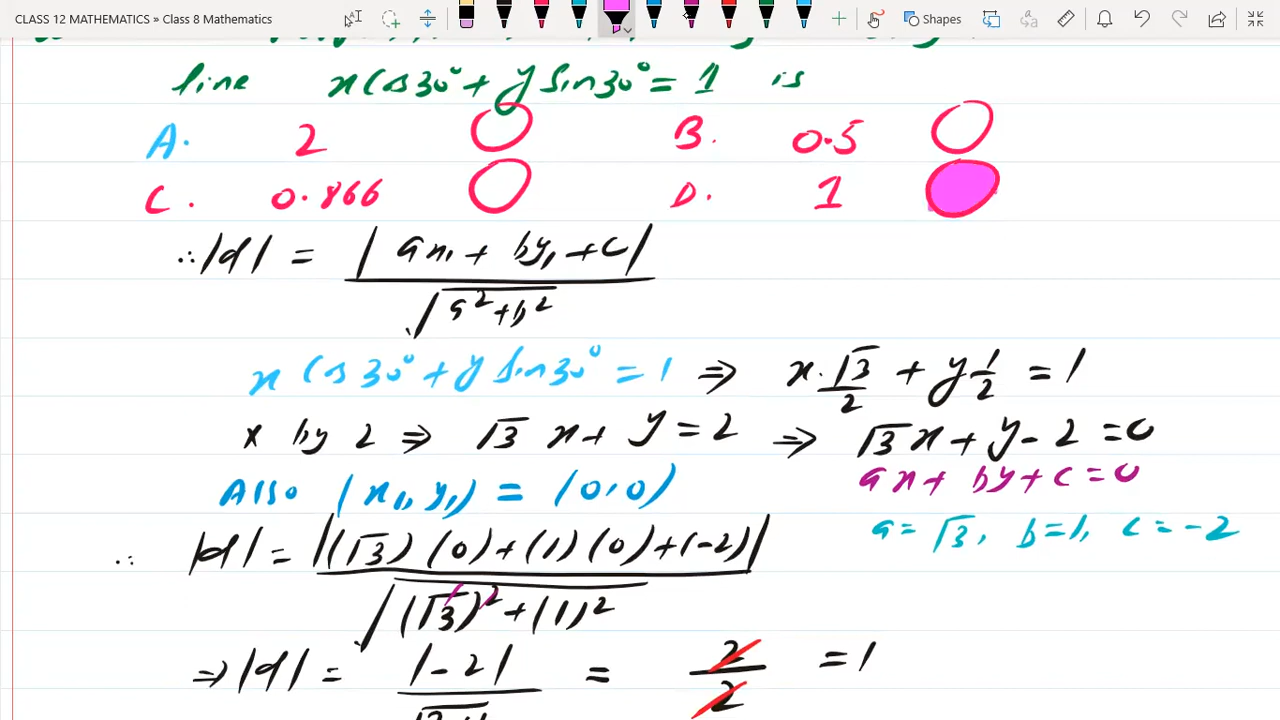 CLASS 12 MATHEMATICS » Class 8 Mathematics
Shapes
line x Cos 30° + y Sin 30° = 1 is
A. 2 B. 0.5
C. 0.866 D. 1
∴ |d| = |ax₁ + by₁ + c| / √(a² + b²)
x Cos 30° + y Sin 30° = 1 ⇒ x·√3/2 + y 1/2 = 1
x by 2 ⇒ √3 x + y = 2 ⇒ √3 x + y - 2 = 0
ax + by + c = 0
Also (x₁, y₁) = (0, 0)
a = √3, b = 1, c = -2
∴ |d| = |(√3) (0) + (1) (0) + (-2)| / √((√3)² + (1)²)
⇒ |d| = |-2| = 2/2 = 1